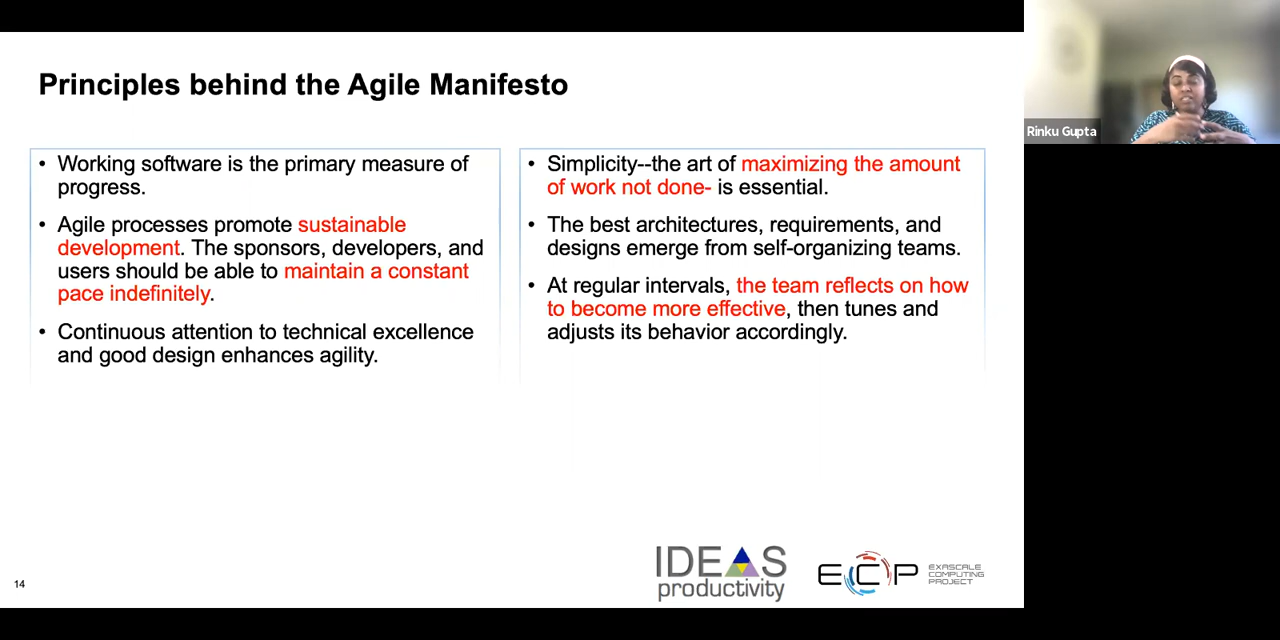 Principles behind the Agile Manifesto
• Working software is the primary measure of
progress.
• Agile processes promote sustainable
development. The sponsors, developers, and
users should be able to maintain a constant
pace indefinitely.
• Continuous attention to technical excellence
and good design enhances agility.
• Simplicity--the art of maximizing the amount
of work not done- is essential.
• The best architectures, requirements, and
designs emerge from self-organizing teams.
• At regular intervals, the team reflects on how
to become more effective, then tunes and
adjusts its behavior accordingly.
14
IDEAS
productivity
ECP
EXASCALE
COMPUTING
PROJECT
Rinku Gupta